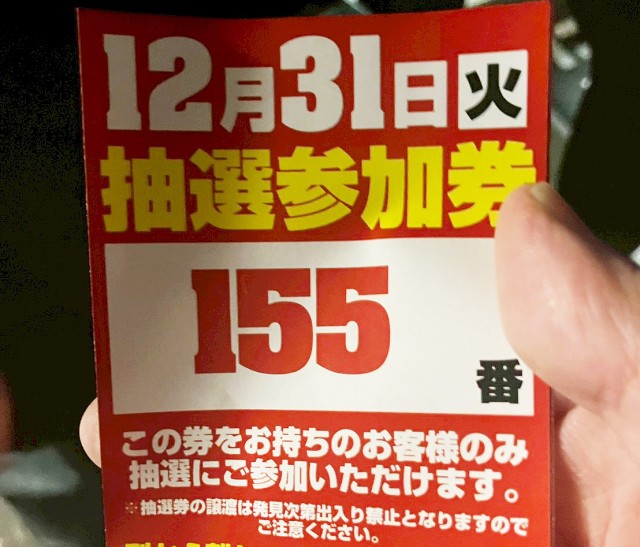 12月31日火
抽選参加券
155
番
この券をお持ちのお客様のみ
抽選にご参加いただけます。
※抽選券の譲渡は発見次第出入り禁止となりますので
ご注意ください。